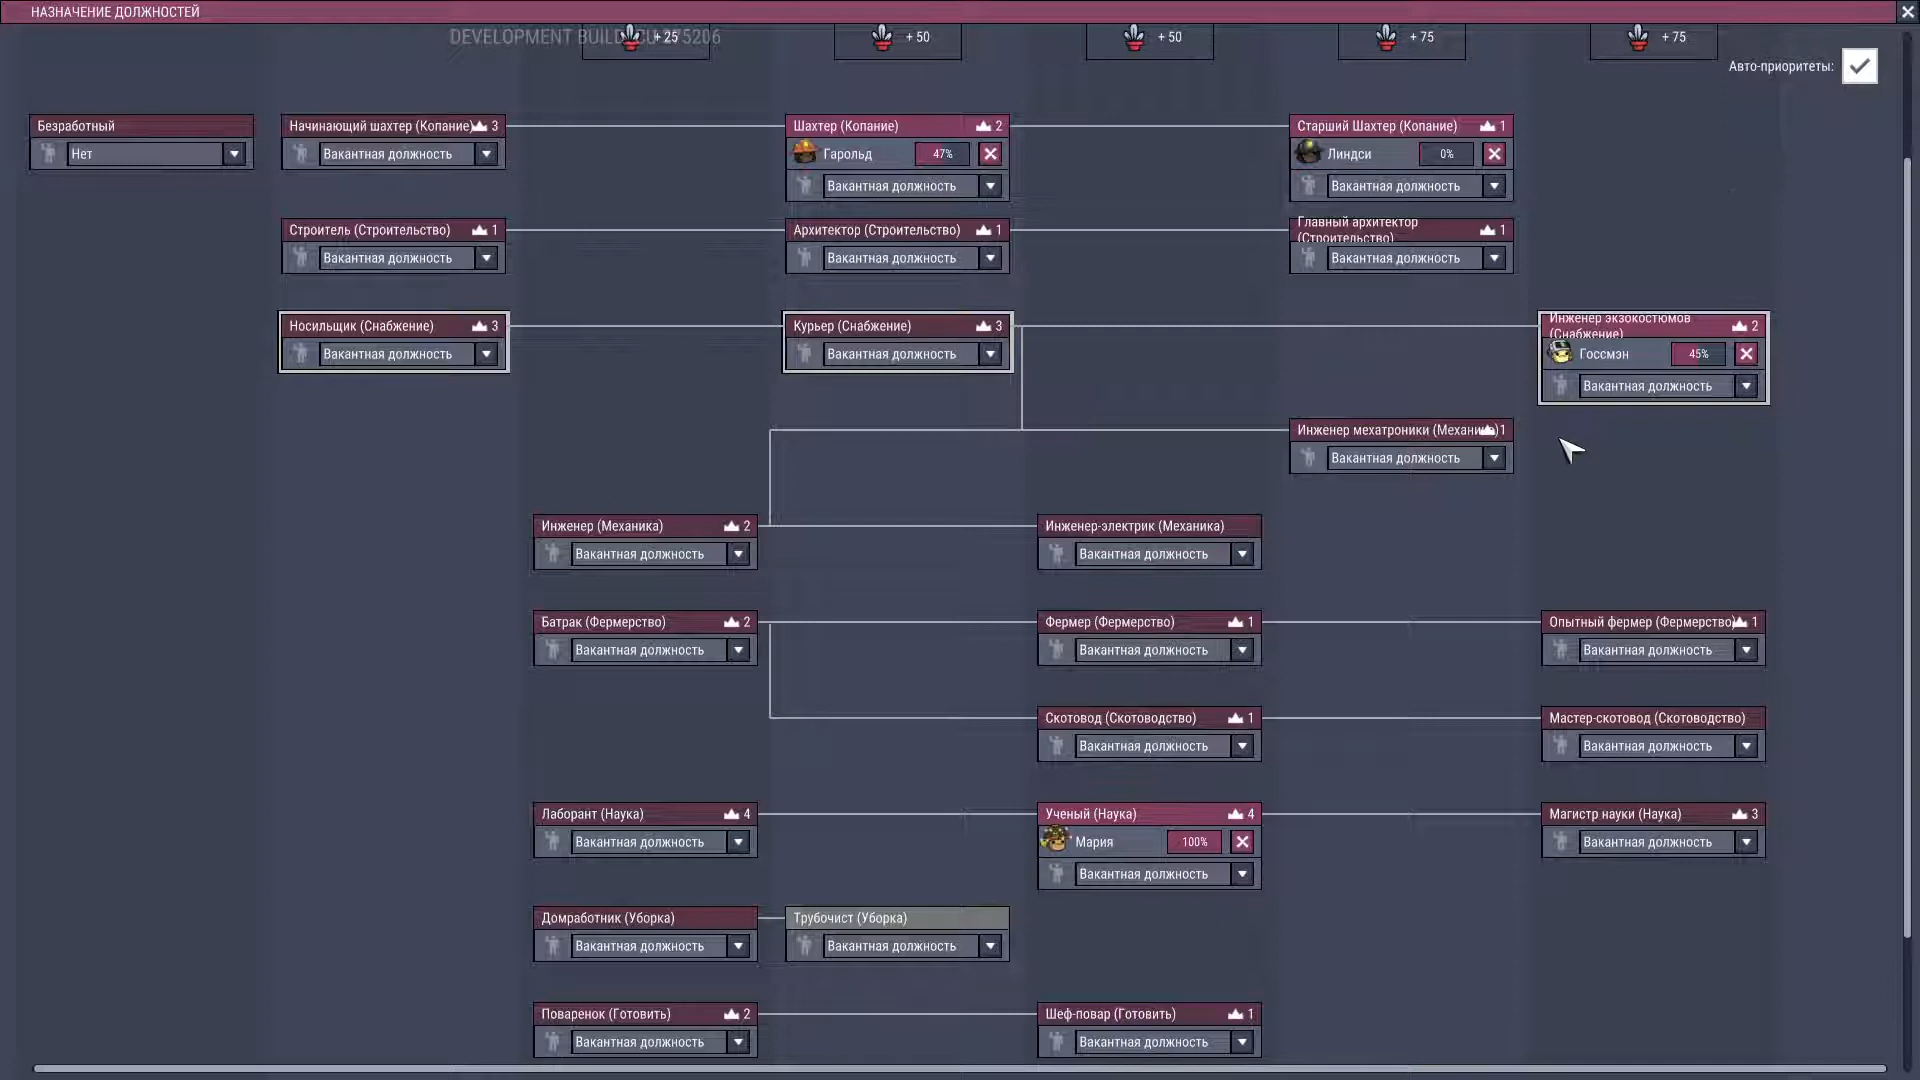 НАЗНАЧЕНИЕ ДОЛЖНОСТЕЙ
+ 25
+ 50
+ 50
+ 75
+ 75
Авто-приоритеты:
Безработный
Нет
Начинающий шахтер (Копание) 3
Вакантная должность
Шахтер (Копание) 2
Гарольд 47%
Вакантная должность
Старший Шахтер (Копание) 1
Линдси 0%
Вакантная должность
Строитель (Строительство) 1
Вакантная должность
Архитектор (Строительство) 1
Вакантная должность
Главный архитектор
(Строительство) 1
Вакантная должность
Носильщик (Снабжение) 3
Вакантная должность
Курьер (Снабжение) 3
Вакантная должность
Инженер экзокостюмов
(Снабжение) 2
Госсмэн 45%
Вакантная должность
Инженер мехатроники (Механика) 1
Вакантная должность
Инженер (Механика) 2
Вакантная должность
Инженер-электрик (Механика)
Вакантная должность
Батрак (Фермерство) 2
Вакантная должность
Фермер (Фермерство) 1
Вакантная должность
Опытный фермер (Фермерство) 1
Вакантная должность
Скотовод (Скотоводство) 1
Вакантная должность
Мастер-скотовод (Скотоводство)
Вакантная должность
Лаборант (Наука) 4
Вакантная должность
Ученый (Наука) 4
Мария 100%
Вакантная должность
Магистр науки (Наука) 3
Вакантная должность
Домработник (Уборка)
Вакантная должность
Трубочист (Уборка)
Вакантная должность
Поваренок (Готовить) 2
Вакантная должность
Шеф-повар (Готовить) 1
Вакантная должность
DEVELOPMENT BUILD